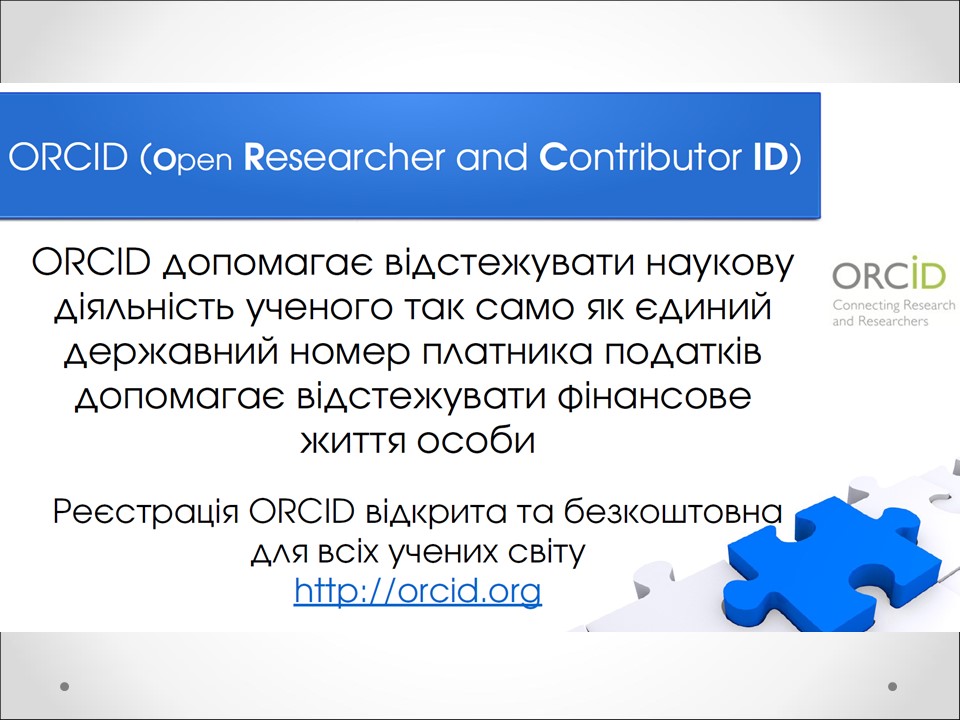 ORCID (Open Researcher and Contributor ID)
ORCID допомагає відстежувати наукову
діяльність ученого так само як єдиний
державний номер платника податків
допомагає відстежувати фінансове
життя особи
ORCID
Connecting Research
and Researchers
Реєстрація ORCID відкрита та безкоштовна
для всіх учених світу
http://orcid.org